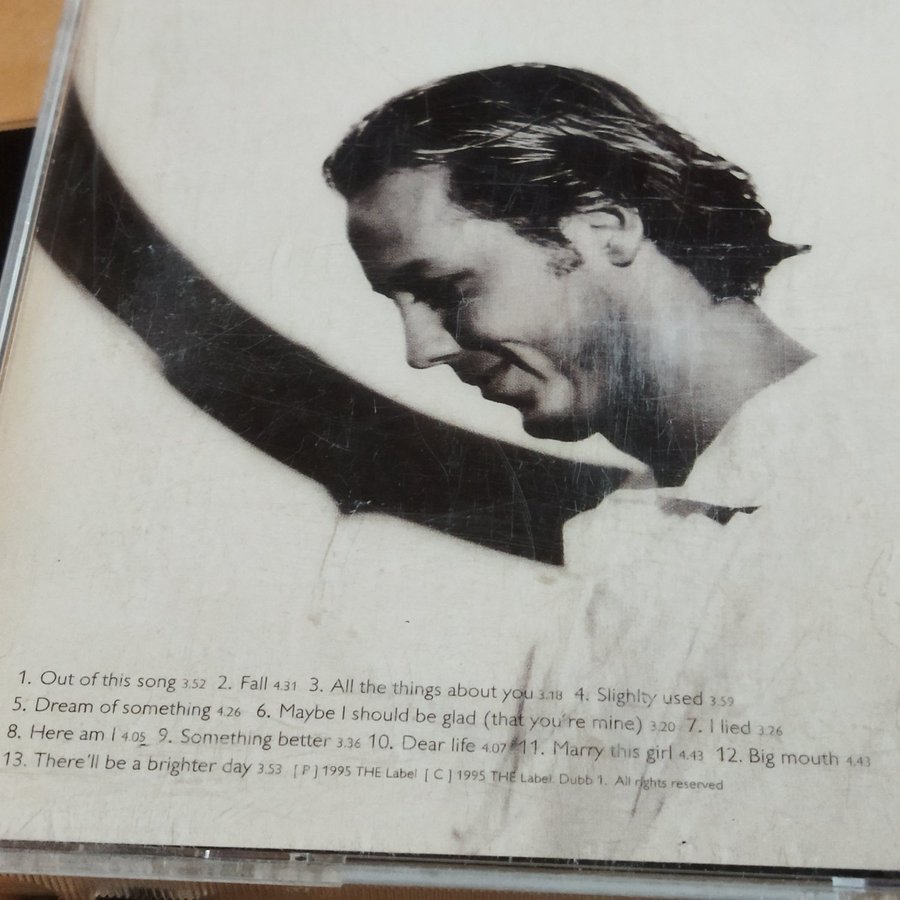 1. Out of this song 3.52 2. Fall 4.31 3. All the things about you 3.18 4. Slighlty used 3.59
5. Dream of something 4.26 6. Maybe I should be glad (that you're mine) 3.20 7. I lied 3.26
8. Here am I 4.05 9. Something better 3.36 10. Dear life 4.07 11. Marry this girl 4.43 12. Big mouth 4.43
13. There'll be a brighter day 3.53 [ P ] 1995 THE Label [ C ] 1995 THE Label. Dubb 1. All rights reserved